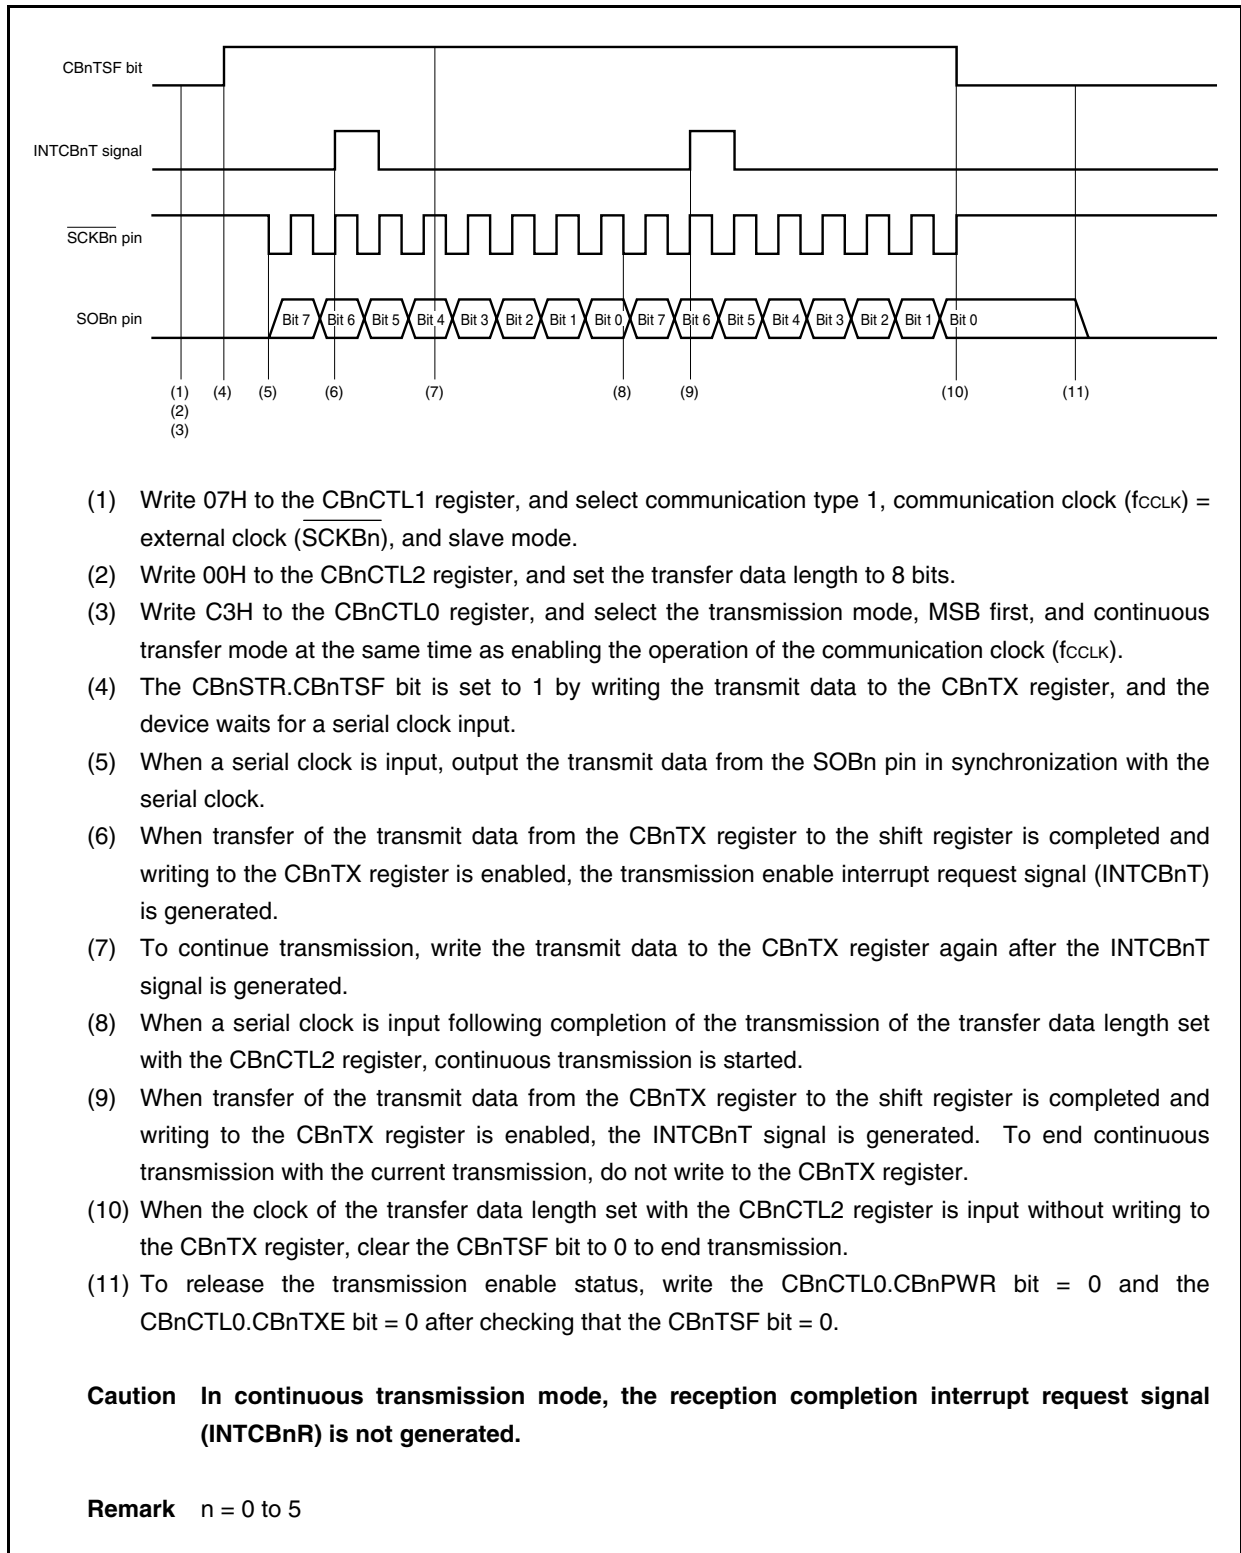 CBnTSF bit
INTCBnT signal
SCKBn pin
SOBn pin
Bit 7 Bit 6 Bit 5 Bit 4 Bit 3 Bit 2 Bit 1 Bit 0 Bit 7 Bit 6 Bit 5 Bit 4 Bit 3 Bit 2 Bit 1 Bit 0
(1) (4) (5) (6) (7) (8) (9) (10) (11)
(2)
(3)
(1) Write 07H to the CBnCTL1 register, and select communication type 1, communication clock (fCCLK) =
external clock (SCKBn), and slave mode.
(2) Write 00H to the CBnCTL2 register, and set the transfer data length to 8 bits.
(3) Write C3H to the CBnCTL0 register, and select the transmission mode, MSB first, and continuous
transfer mode at the same time as enabling the operation of the communication clock (fCCLK).
(4) The CBnSTR.CBnTSF bit is set to 1 by writing the transmit data to the CBnTX register, and the
device waits for a serial clock input.
(5) When a serial clock is input, output the transmit data from the SOBn pin in synchronization with the
serial clock.
(6) When transfer of the transmit data from the CBnTX register to the shift register is completed and
writing to the CBnTX register is enabled, the transmission enable interrupt request signal (INTCBnT)
is generated.
(7) To continue transmission, write the transmit data to the CBnTX register again after the INTCBnT
signal is generated.
(8) When a serial clock is input following completion of the transmission of the transfer data length set
with the CBnCTL2 register, continuous transmission is started.
(9) When transfer of the transmit data from the CBnTX register to the shift register is completed and
writing to the CBnTX register is enabled, the INTCBnT signal is generated. To end continuous
transmission with the current transmission, do not write to the CBnTX register.
(10) When the clock of the transfer data length set with the CBnCTL2 register is input without writing to
the CBnTX register, clear the CBnTSF bit to 0 to end transmission.
(11) To release the transmission enable status, write the CBnCTL0.CBnPWR bit = 0 and the
CBnCTL0.CBnTXE bit = 0 after checking that the CBnTSF bit = 0.
Caution In continuous transmission mode, the reception completion interrupt request signal
(INTCBnR) is not generated.
Remark n = 0 to 5